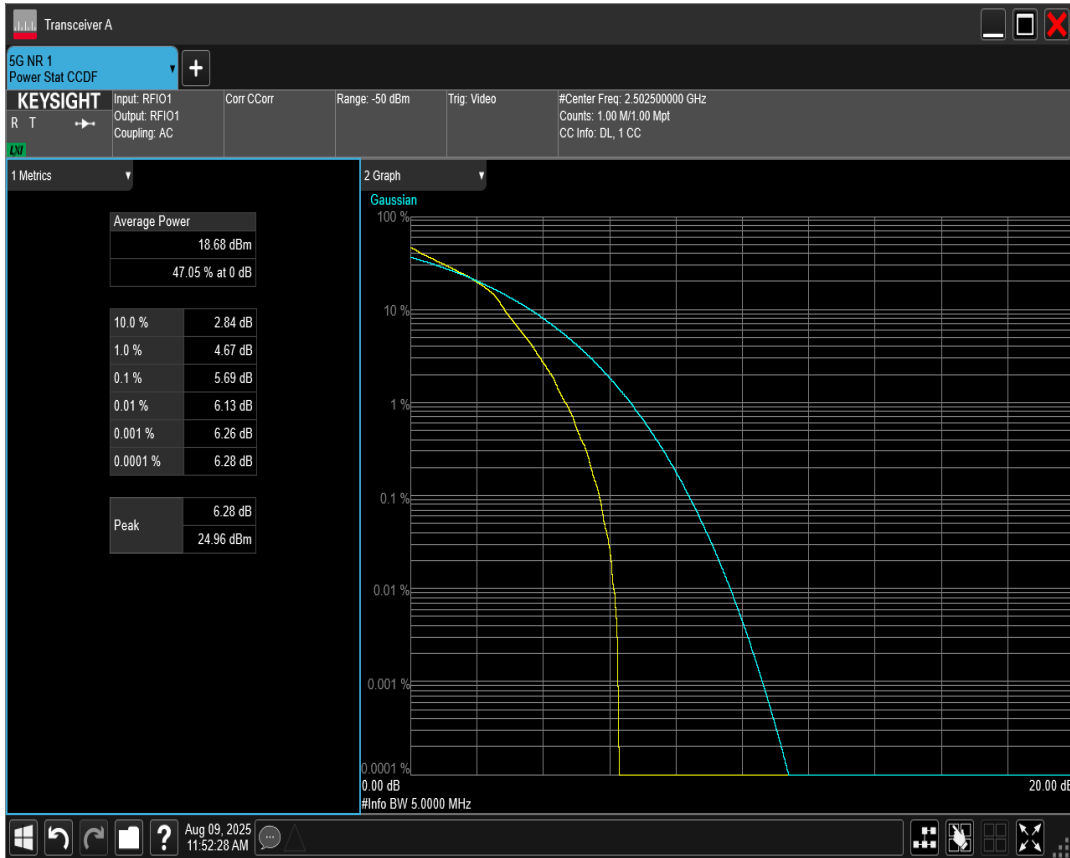 Transceiver A
5G NR 1
Power Stat CCDF
KEYSIGHT
R T
LXI
Input: RFIO1
Output: RFIO1
Coupling: AC
Corr CCorr
Range: -50 dBm
Trig: Video
#Center Freq: 2.502500000 GHz
Counts: 1.00 M/1.00 Mpt
CC Info: DL, 1 CC
1 Metrics
Average Power
18.68 dBm
47.05 % at 0 dB
10.0 % 2.84 dB
1.0 % 4.67 dB
0.1 % 5.69 dB
0.01 % 6.13 dB
0.001 % 6.26 dB
0.0001 % 6.28 dB
Peak
6.28 dB
24.96 dBm
2 Graph
Gaussian
100 %
10 %
1 %
0.1 %
0.01 %
0.001 %
0.0001 %
0.00 dB 20.00 dB
#Info BW 5.0000 MHz
Aug 09, 2025
11:52:28 AM